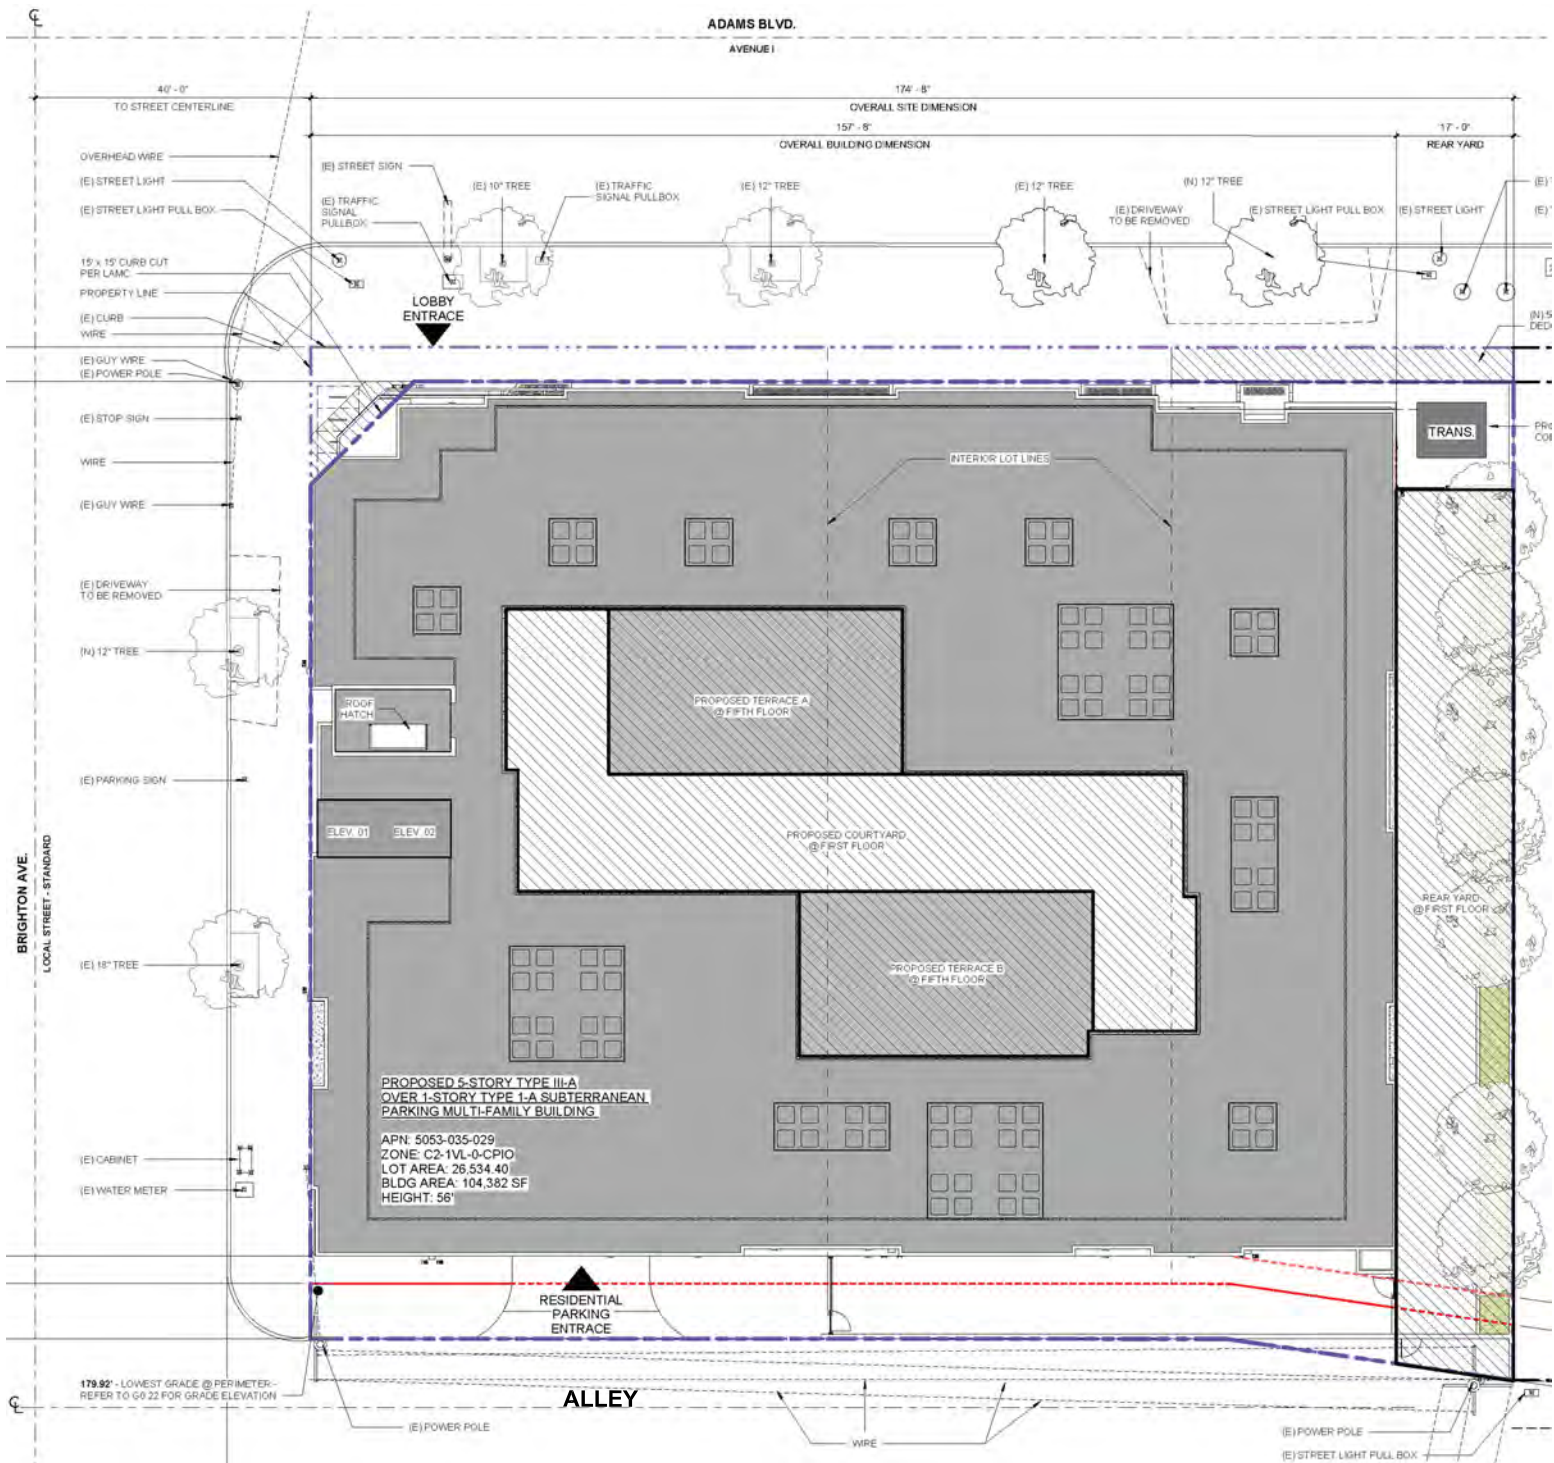 ADAMS BLVD.
AVENUE I
40' - 0"
TO STREET CENTERLINE
174' - 8"
OVERALL SITE DIMENSION
157' - 8"
OVERALL BUILDING DIMENSION
17' - 0"
REAR YARD
OVERHEAD WIRE
(E) STREET LIGHT
(E) STREET LIGHT PULL BOX
15' x 15' CURB CUT
PER LAMC
PROPERTY LINE
(E) CURB
WIRE
(E) GUY WIRE
(E) POWER POLE
(E) STOP SIGN
WIRE
(E) GUY WIRE
(E) DRIVEWAY
TO BE REMOVED
(N) 12" TREE
(E) PARKING SIGN
(E) 18" TREE
(E) CABINET
(E) WATER METER
(E) STREET SIGN
(E) TRAFFIC
SIGNAL
PULLBOX
(E) 10" TREE
(E) TRAFFIC
SIGNAL PULLBOX
(E) 12" TREE
(E) 12" TREE
(E) DRIVEWAY
TO BE REMOVED
(N) 12" TREE
(E) STREET LIGHT PULL BOX
(E) STREET LIGHT
(E)
(E)
(N) 5
LOBBY
ENTRACE
TRANS.
INTERIOR LOT LINES
ROOF
HATCH
ELEV. 01
ELEV. 02
PROPOSED TERRACE A
@ FIFTH FLOOR
PROPOSED COURTYARD
@ FIRST FLOOR
PROPOSED TERRACE B
@ FIFTH FLOOR
REAR YARD
@ FIRST FLOOR
BRIGHTON AVE.
LOCAL STREET - STANDARD
PROPOSED 5-STORY TYPE III-A
OVER 1-STORY TYPE 1-A SUBTERRANEAN
PARKING MULTI-FAMILY BUILDING
APN: 5053-035-029
ZONE: C2-1VL-0-CPIO
LOT AREA: 26,534.40
BLDG AREA: 104,382 SF
HEIGHT: 56'
RESIDENTIAL
PARKING
ENTRACE
179.92' - LOWEST GRADE @ PERIMETER -
REFER TO G0.22 FOR GRADE ELEVATION
ALLEY
(E) POWER POLE
WIRE
(E) POWER POLE
(E) STREET LIGHT PULL BOX